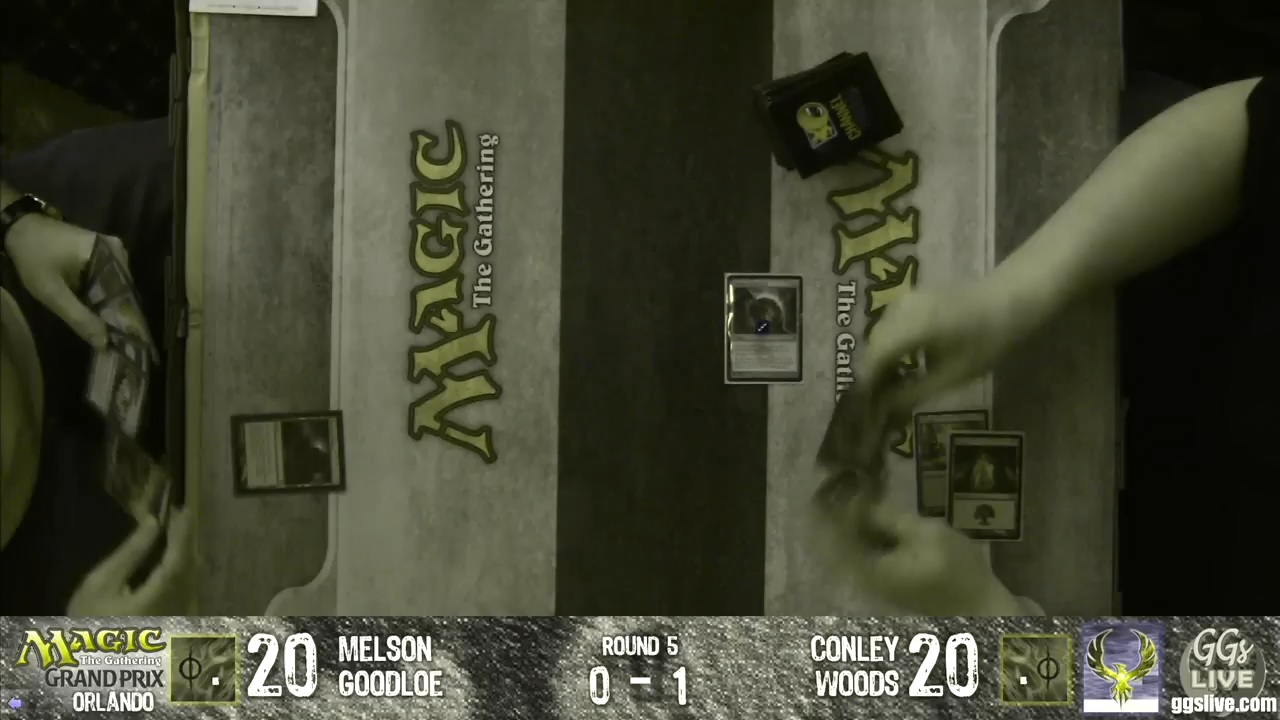 MAGIC
The Gathering
CHANNEL
MAGIC
The Gath
MAGIC
The Gathering
GRAND PRIX
ORLANDO
20
MELSON
GOODLOE
ROUND 5
0 - 1
CONLEY
WOODS
20
GGs
LIVE
ggslive.com